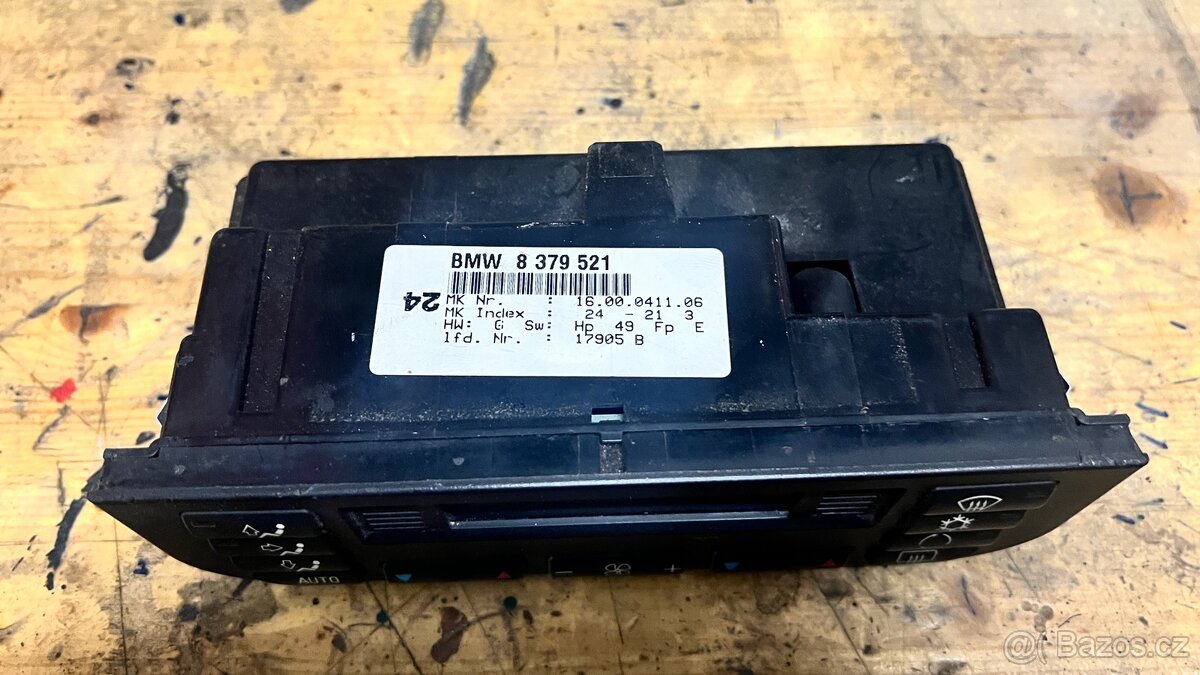 BMW 8 379 521
24
MK Nr. : 16.00.0411.06
MK Index : 24 - 21 3
HW: G Sw: Hp 49 Fp E
lfd. Nr. : 17905 B
AUTO
- +
Bazos.cz